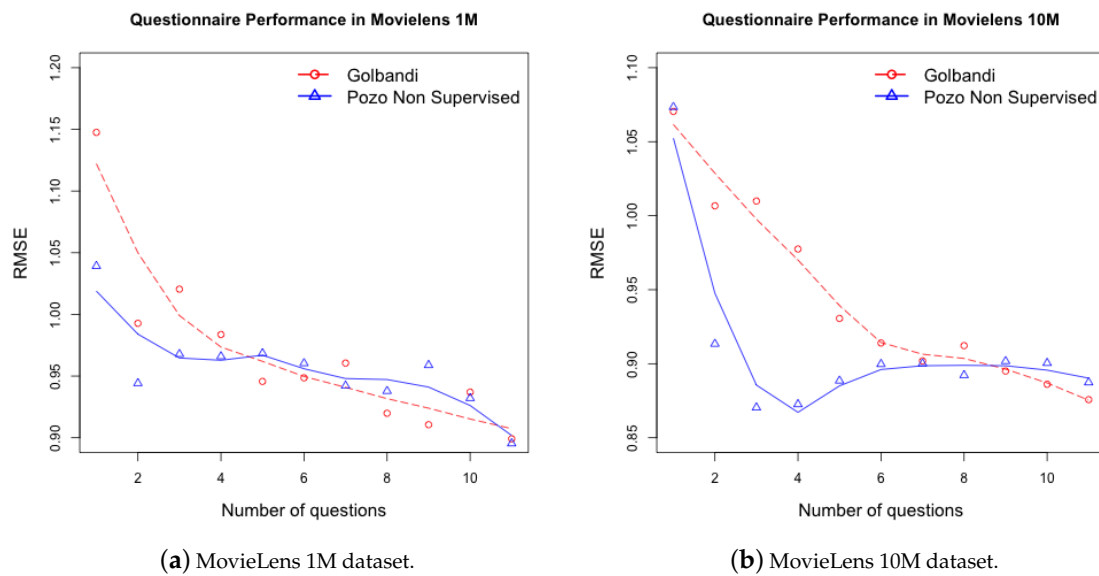 Questionnaire Performance in Movielens 1M
1.20
1.15
1.10
1.05
1.00
0.95
0.90
RMSE
Golbandi
Pozo Non Supervised
2 4 6 8 10
Number of questions
(a) MovieLens 1M dataset.
Questionnaire Performance in Movielens 10M
1.10
1.05
1.00
0.95
0.90
0.85
RMSE
Golbandi
Pozo Non Supervised
2 4 6 8 10
Number of questions
(b) MovieLens 10M dataset.